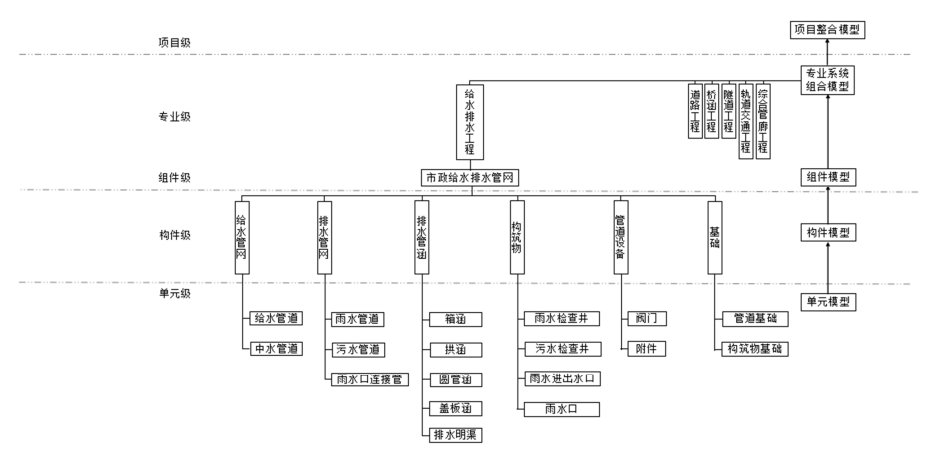 项目级
项目整合模型
专业系统
组合模型
专业级
给水排水工程
道路工程
桥涵工程
隧道工程
轨道交通工程
综合管廊工程
组件级
市政给水排水管网
组件模型
构件级
给水管网
排水管网
排水管涵
构筑物
管道设备
基础
构件模型
单元级
单元模型
给水管道
雨水管道
箱涵
雨水检查井
阀门
管道基础
中水管道
污水管道
拱涵
污水检查井
附件
构筑物基础
雨水口连接管
圆管涵
雨水进出水口
盖板涵
雨水口
排水明渠